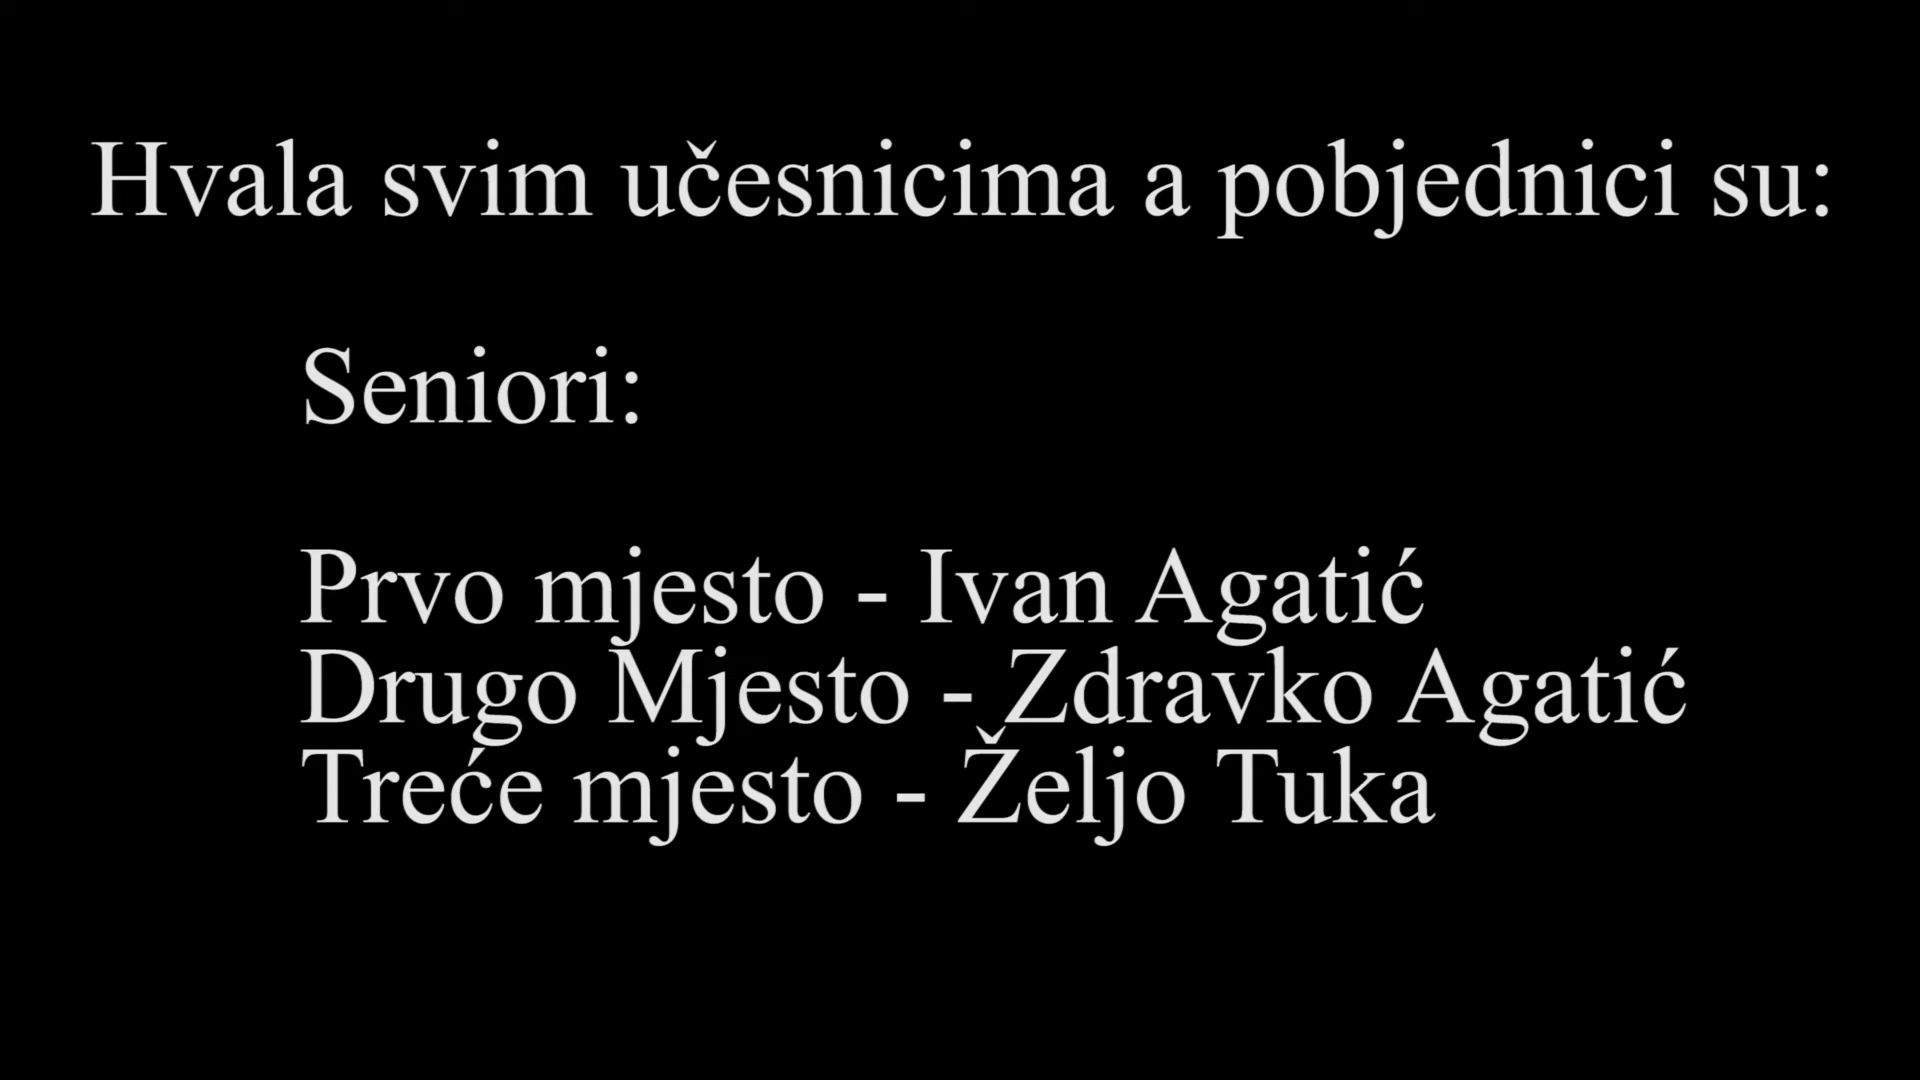 Hvala svim učesnicima a pobjednici su:
Seniori:
Prvo mjesto - Ivan Agatić
Drugo Mjesto - Zdravko Agatić
Treće mjesto - Željo Tuka